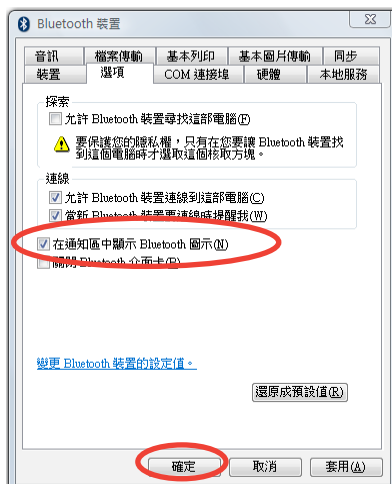 Bluetooth 裝置
音訊 檔案傳輸 基本列印 基本圖片傳輸 同步
裝置 選項 COM 連接埠 硬體 本地服務
探索
允許 Bluetooth 裝置尋找這部電腦(F)
要保護您的隱私權，只有在您要讓 Bluetooth 裝置找
到這個電腦時才選取這個核取方塊。
連線
允許 Bluetooth 裝置連線到這部電腦(C)
當新 Bluetooth 裝置要連線時提醒我(W)
在通知區中顯示 Bluetooth 圖示(N)
關閉 Bluetooth 介面卡(R)
變更 Bluetooth 裝置的設定值。
還原成預設值(R)
確定 取消 套用(A)